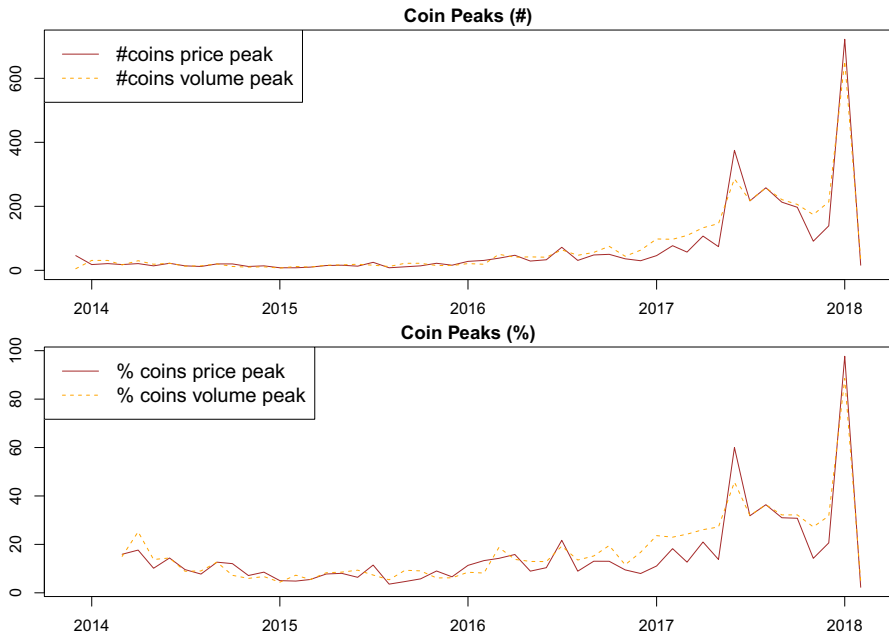 Coin Peaks (#)
#coins price peak
#coins volume peak
600
400
200
0
2014 2015 2016 2017 2018
Coin Peaks (%)
% coins price peak
% coins volume peak
100
80
60
40
20
0
2014 2015 2016 2017 2018